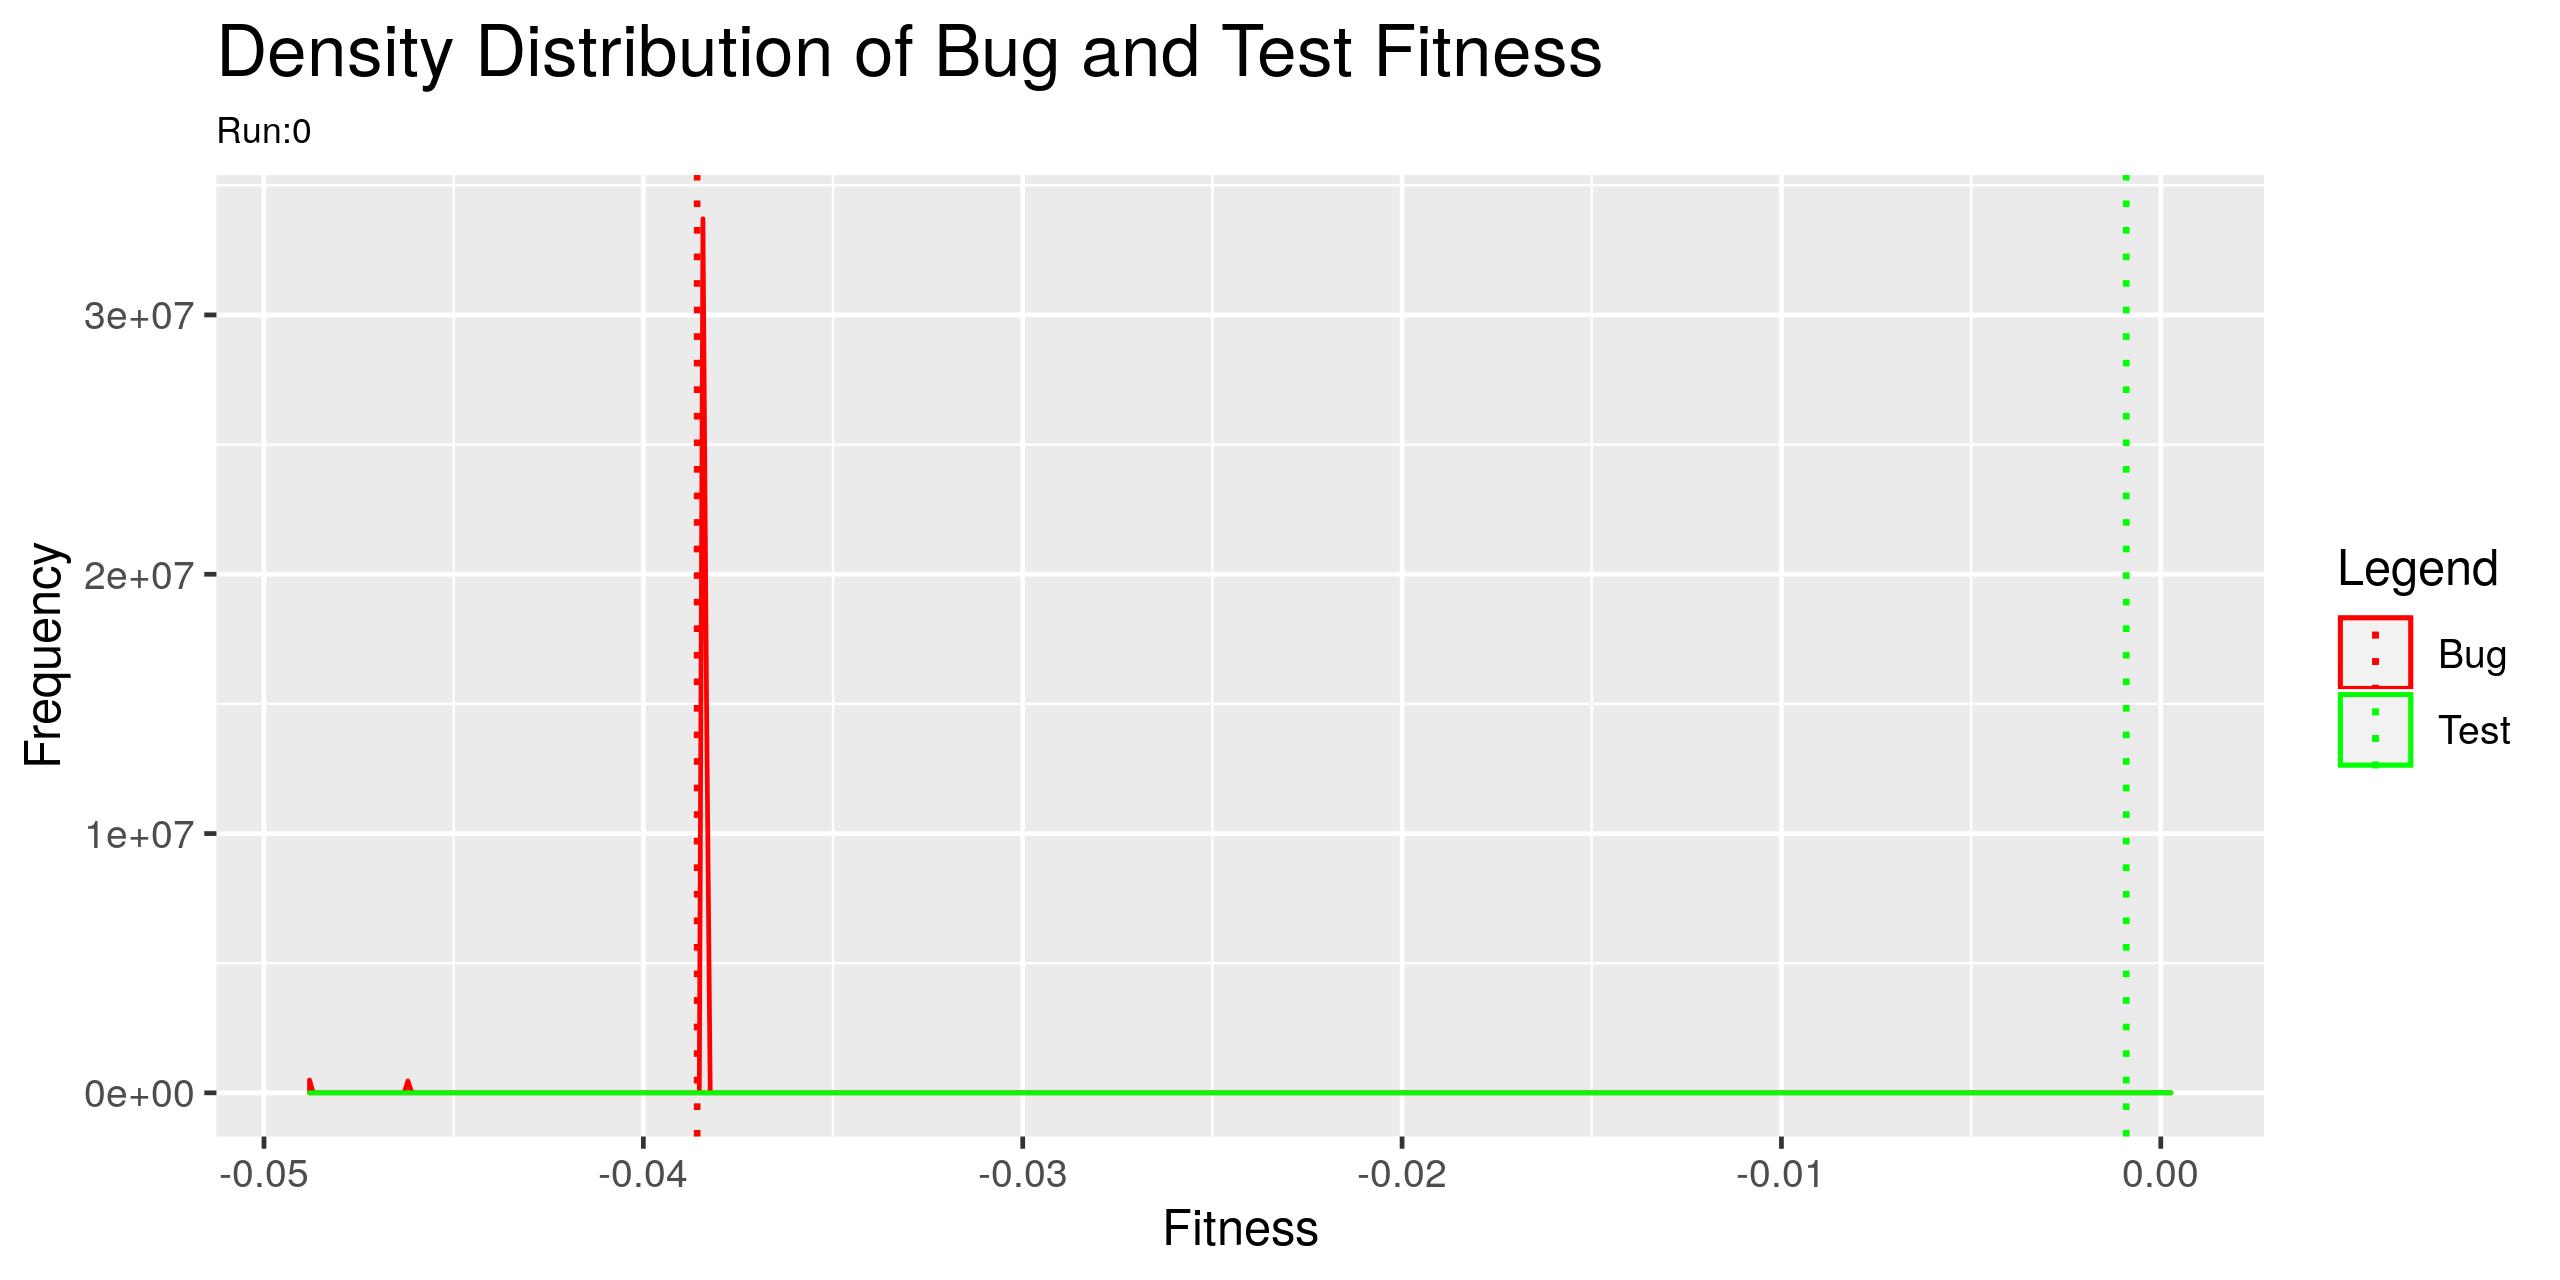 Density Distribution of Bug and Test Fitness
Run:0
Frequency
3e+07
2e+07
1e+07
0e+00
-0.05
-0.04
-0.03
-0.02
-0.01
0.00
Fitness
Legend
Bug
Test